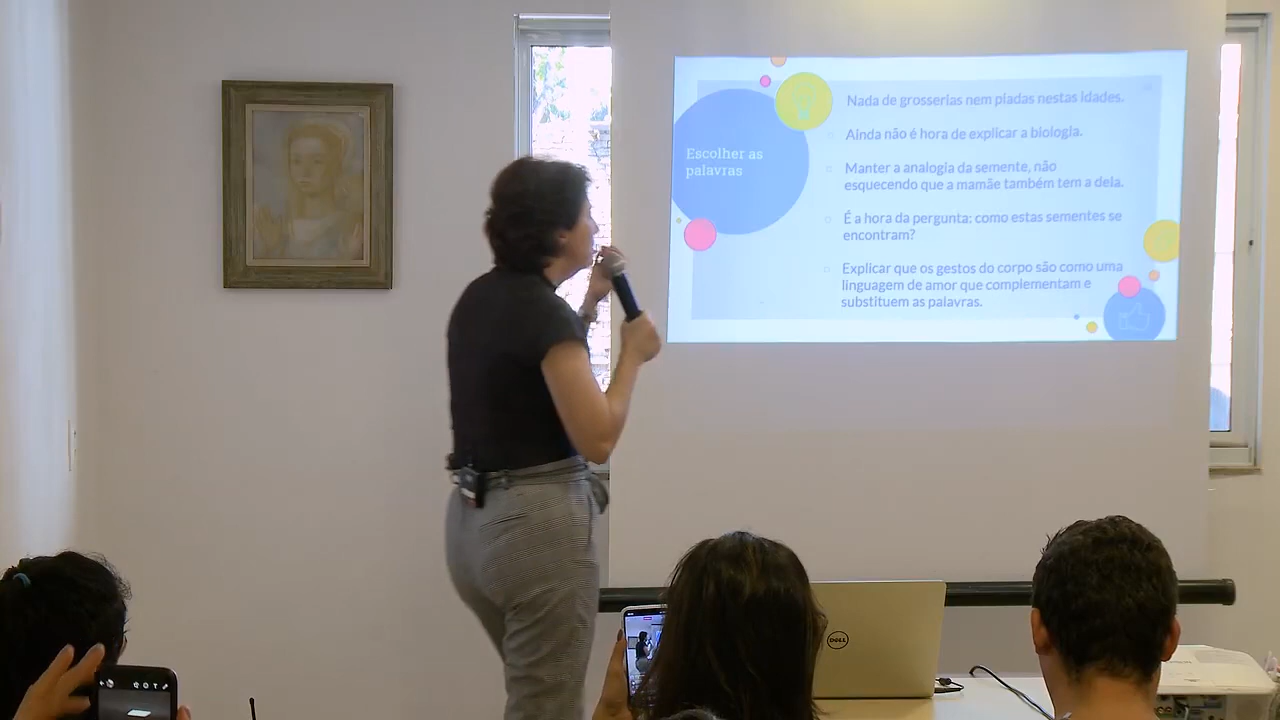 Escolher as
palavras
Nada de grosserias nem piadas nestas idades.
Ainda não é hora de explicar a biologia.
Manter a analogia da semente, não
esquecendo que a mamãe também tem a dela.
É a hora da pergunta: como estas sementes se
encontram?
Explicar que os gestos do corpo são como uma
linguagem de amor que complementam e
substituem as palavras.
DELL